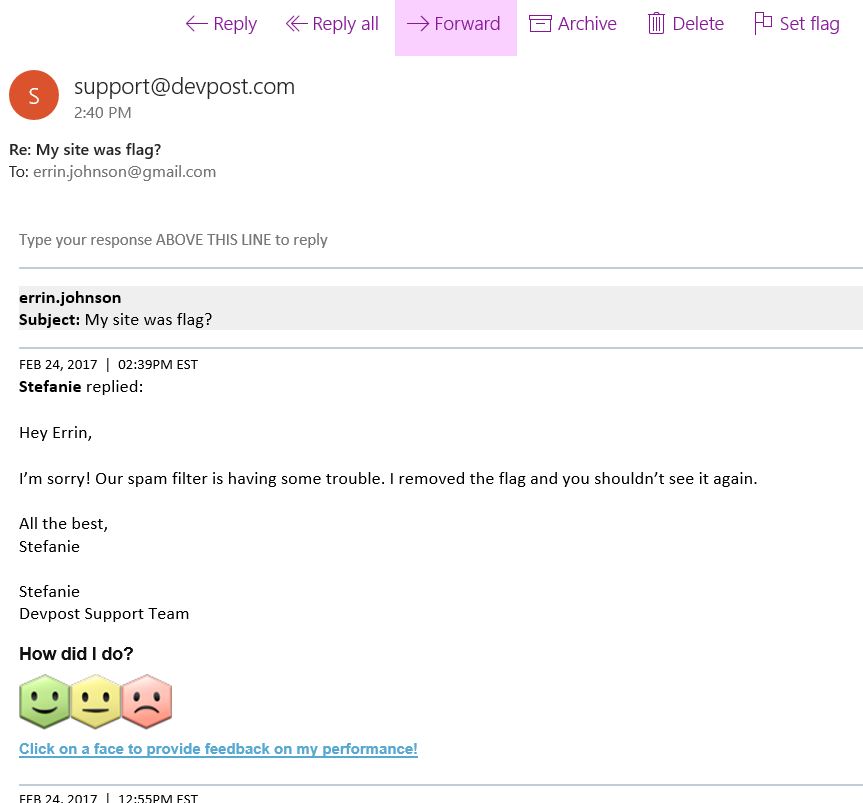 Reply Reply all Forward Archive Delete Set flag
S
support@devpost.com
2:40 PM
Re: My site was flag?
To: errin.johnson@gmail.com
Type your response ABOVE THIS LINE to reply
errin.johnson
Subject: My site was flag?
FEB 24, 2017 | 02:39PM EST
Stefanie replied:
Hey Errin,
I’m sorry! Our spam filter is having some trouble. I removed the flag and you shouldn’t see it again.
All the best,
Stefanie
Stefanie
Devpost Support Team
How did I do?
Click on a face to provide feedback on my performance!
FEB 24, 2017 | 12:55PM EST